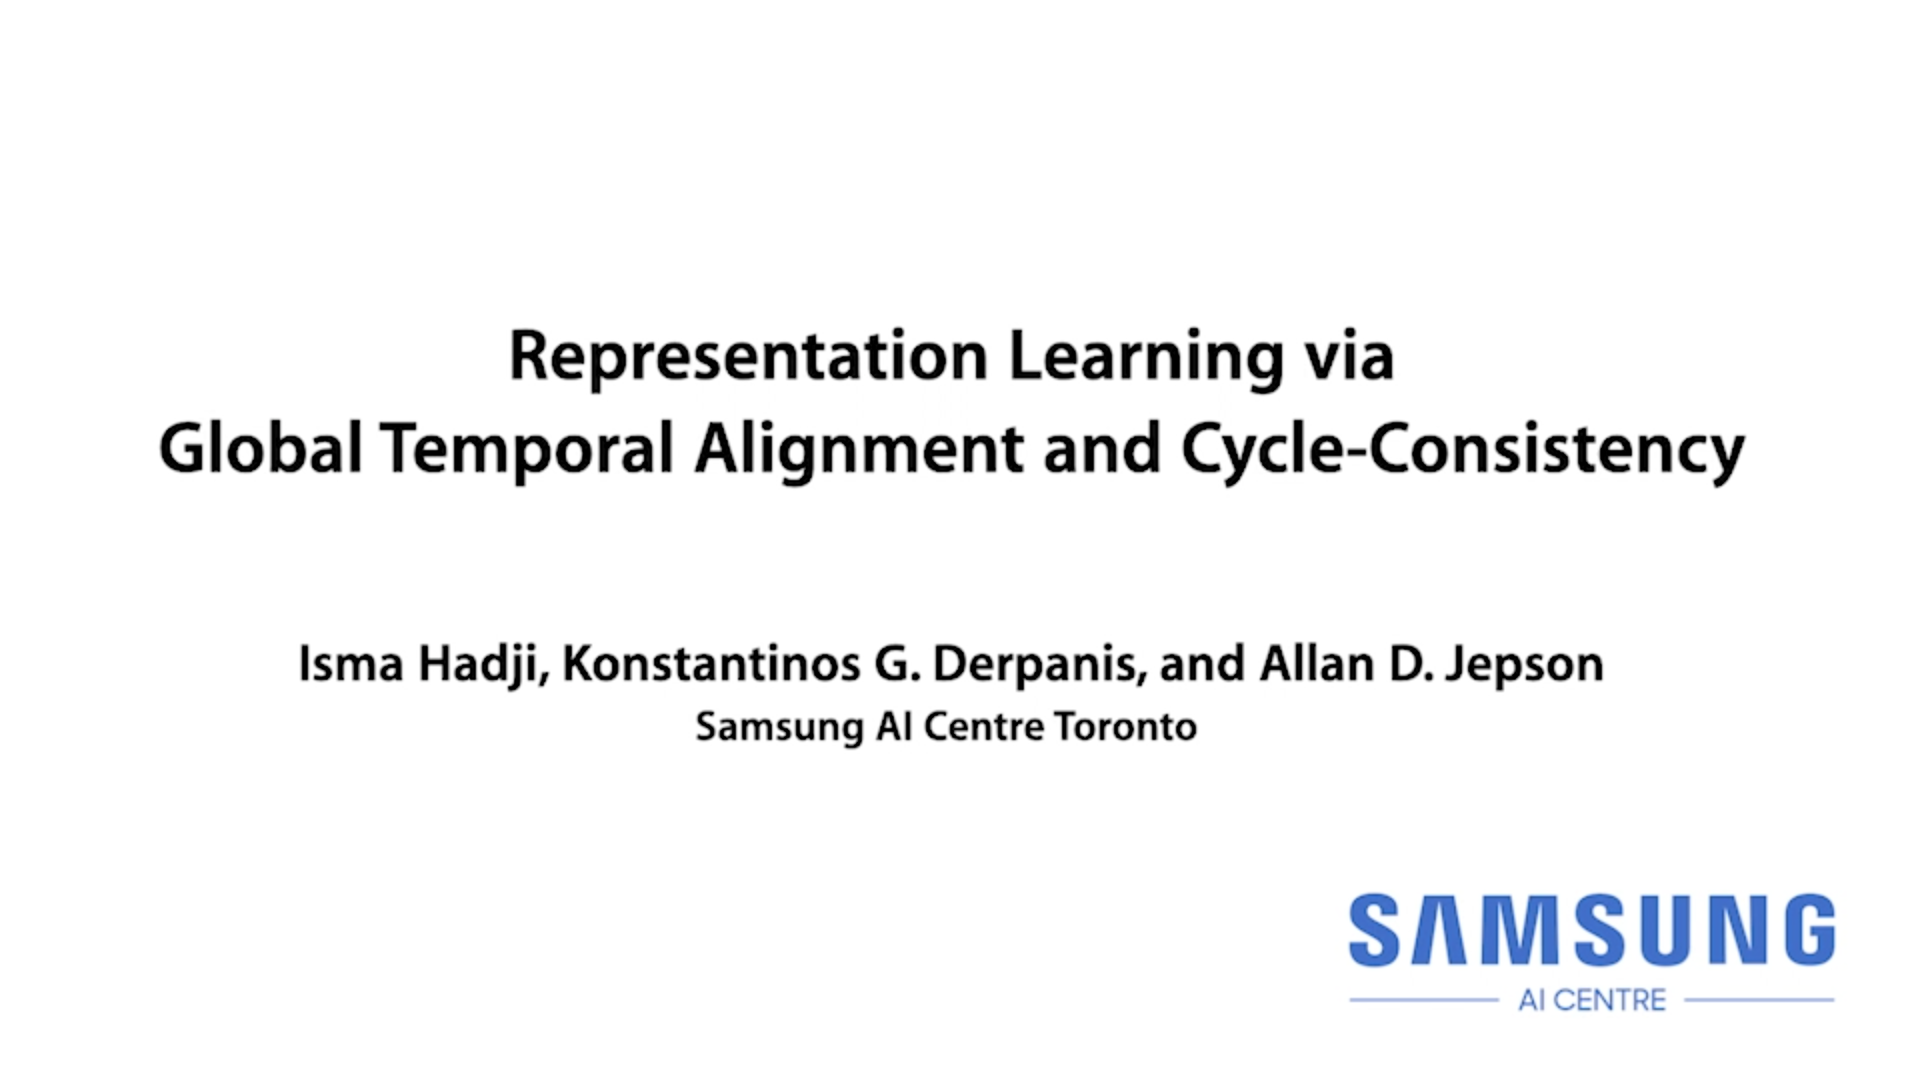 Representation Learning via
Global Temporal Alignment and Cycle-Consistency
Isma Hadji, Konstantinos G. Derpanis, and Allan D. Jepson
Samsung AI Centre Toronto
SAMSUNG
AI CENTRE